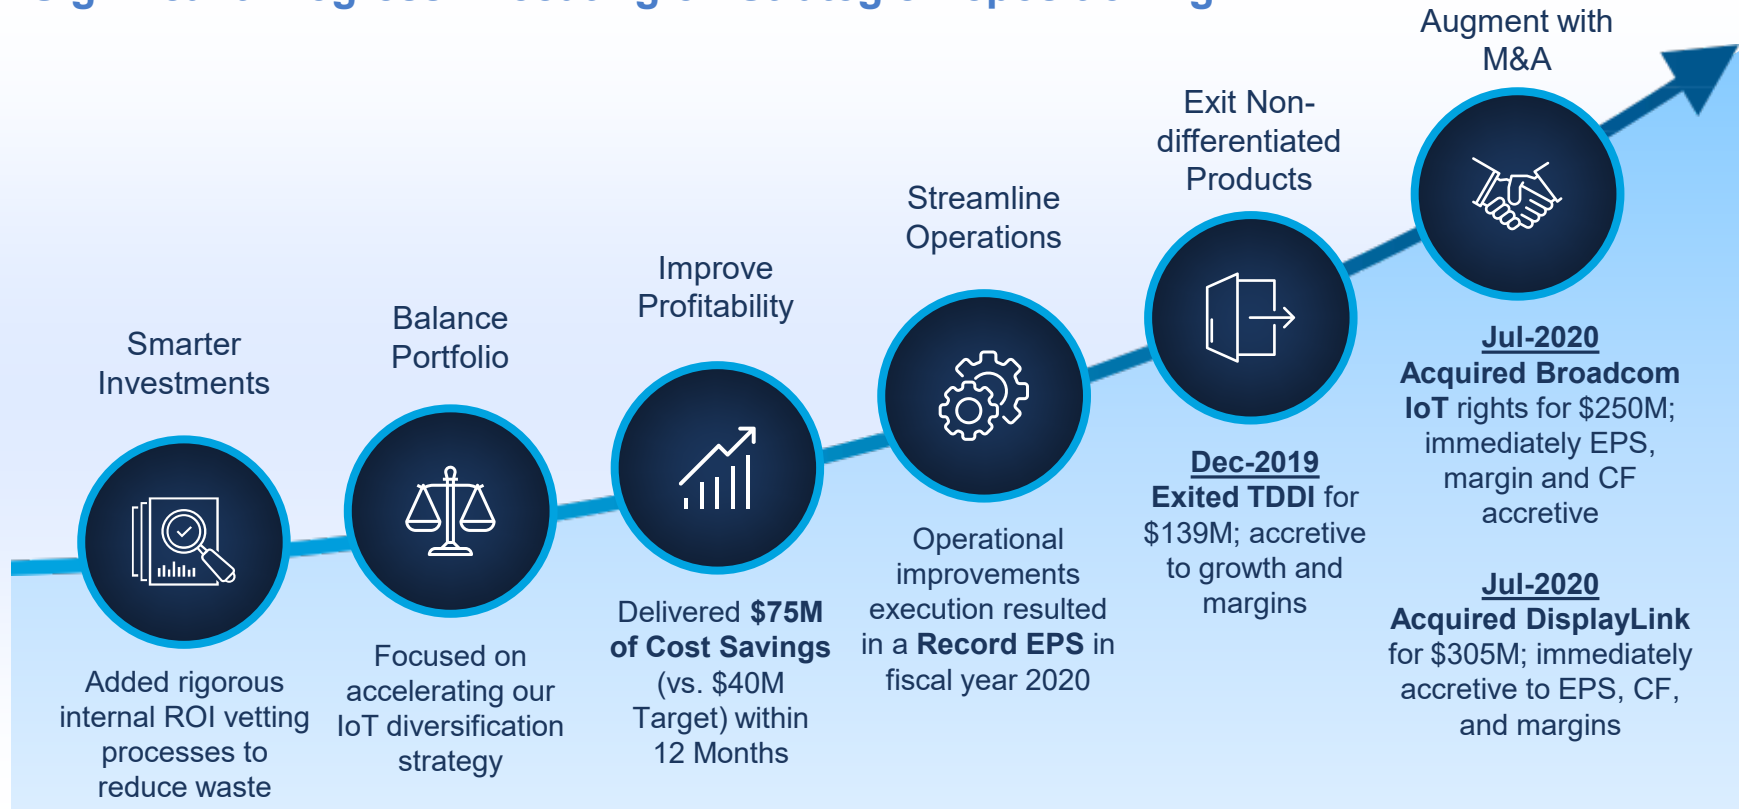 Augment with
M&A
Exit Non-
differentiated
Products
Streamline
Operations
Improve
Profitability
Balance
Portfolio
Smarter
Investments
Added rigorous
internal ROI vetting
processes to
reduce waste
Focused on
accelerating our
IoT diversification
strategy
Delivered $75M
of Cost Savings
(vs. $40M
Target) within
12 Months
Operational
improvements
execution resulted
in a Record EPS in
fiscal year 2020
Dec-2019
Exited TDDI for
$139M; accretive
to growth and
margins
Jul-2020
Acquired Broadcom
IoT rights for $250M;
immediately EPS,
margin and CF
accretive
Jul-2020
Acquired DisplayLink
for $305M; immediately
accretive to EPS, CF,
and margins